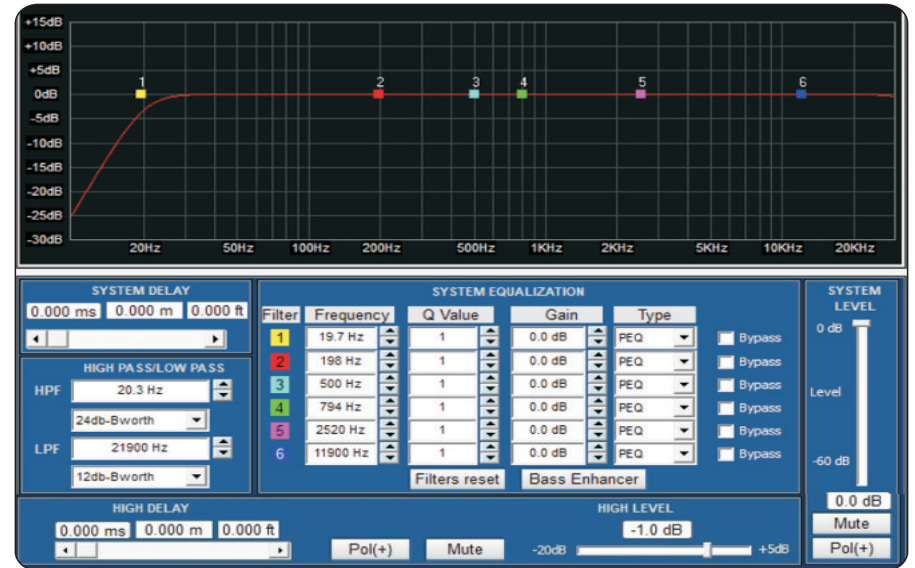 +15dB
+10dB
+5dB
0dB
-5dB
-10dB
-15dB
-20dB
-25dB
-30dB
1 2 3 4 5 6
20Hz 50Hz 100Hz 200Hz 500Hz 1KHz 2KHz 5KHz 10KHz 20KHz
SYSTEM DELAY
0.000 ms 0.000 m 0.000 ft
HIGH PASS/LOW PASS
HPF 20.3 Hz
24db-Bworth
LPF 21900 Hz
12db-Bworth
SYSTEM EQUALIZATION
Filter Frequency Q Value Gain Type
1 19.7 Hz 1 0.0 dB PEQ Bypass
2 198 Hz 1 0.0 dB PEQ Bypass
3 500 Hz 1 0.0 dB PEQ Bypass
4 794 Hz 1 0.0 dB PEQ Bypass
5 2520 Hz 1 0.0 dB PEQ Bypass
6 11900 Hz 1 0.0 dB PEQ Bypass
Filters reset Bass Enhancer
SYSTEM
LEVEL
0 dB
Level
-60 dB
0.0 dB
Mute
Pol(+)
HIGH DELAY
0.000 ms 0.000 m 0.000 ft
Pol(+) Mute
HIGH LEVEL
-1.0 dB
-20dB +5dB